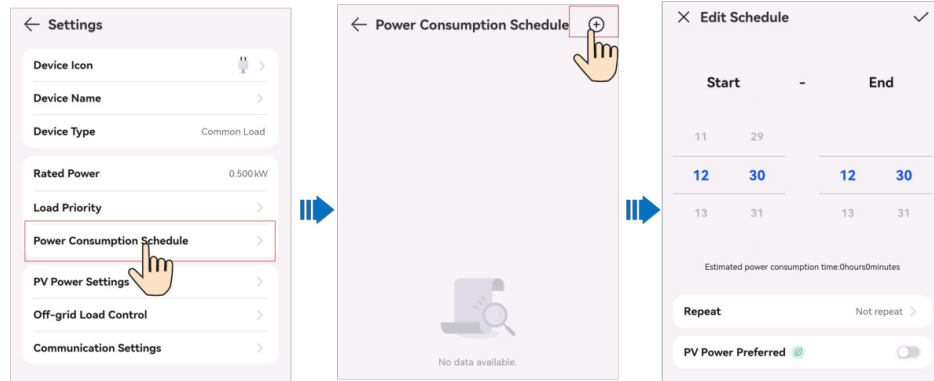 Settings
Device Icon
Device Name
Device Type Common Load
Rated Power 0.500 kW
Load Priority
Power Consumption Schedule
PV Power Settings
Off-grid Load Control
Communication Settings
Power Consumption Schedule
No data available.
Edit Schedule
Start - End
11 29
12 30 12 30
13 31 13 31
Estimated power consumption time:0hours0minutes
Repeat Not repeat
PV Power Preferred